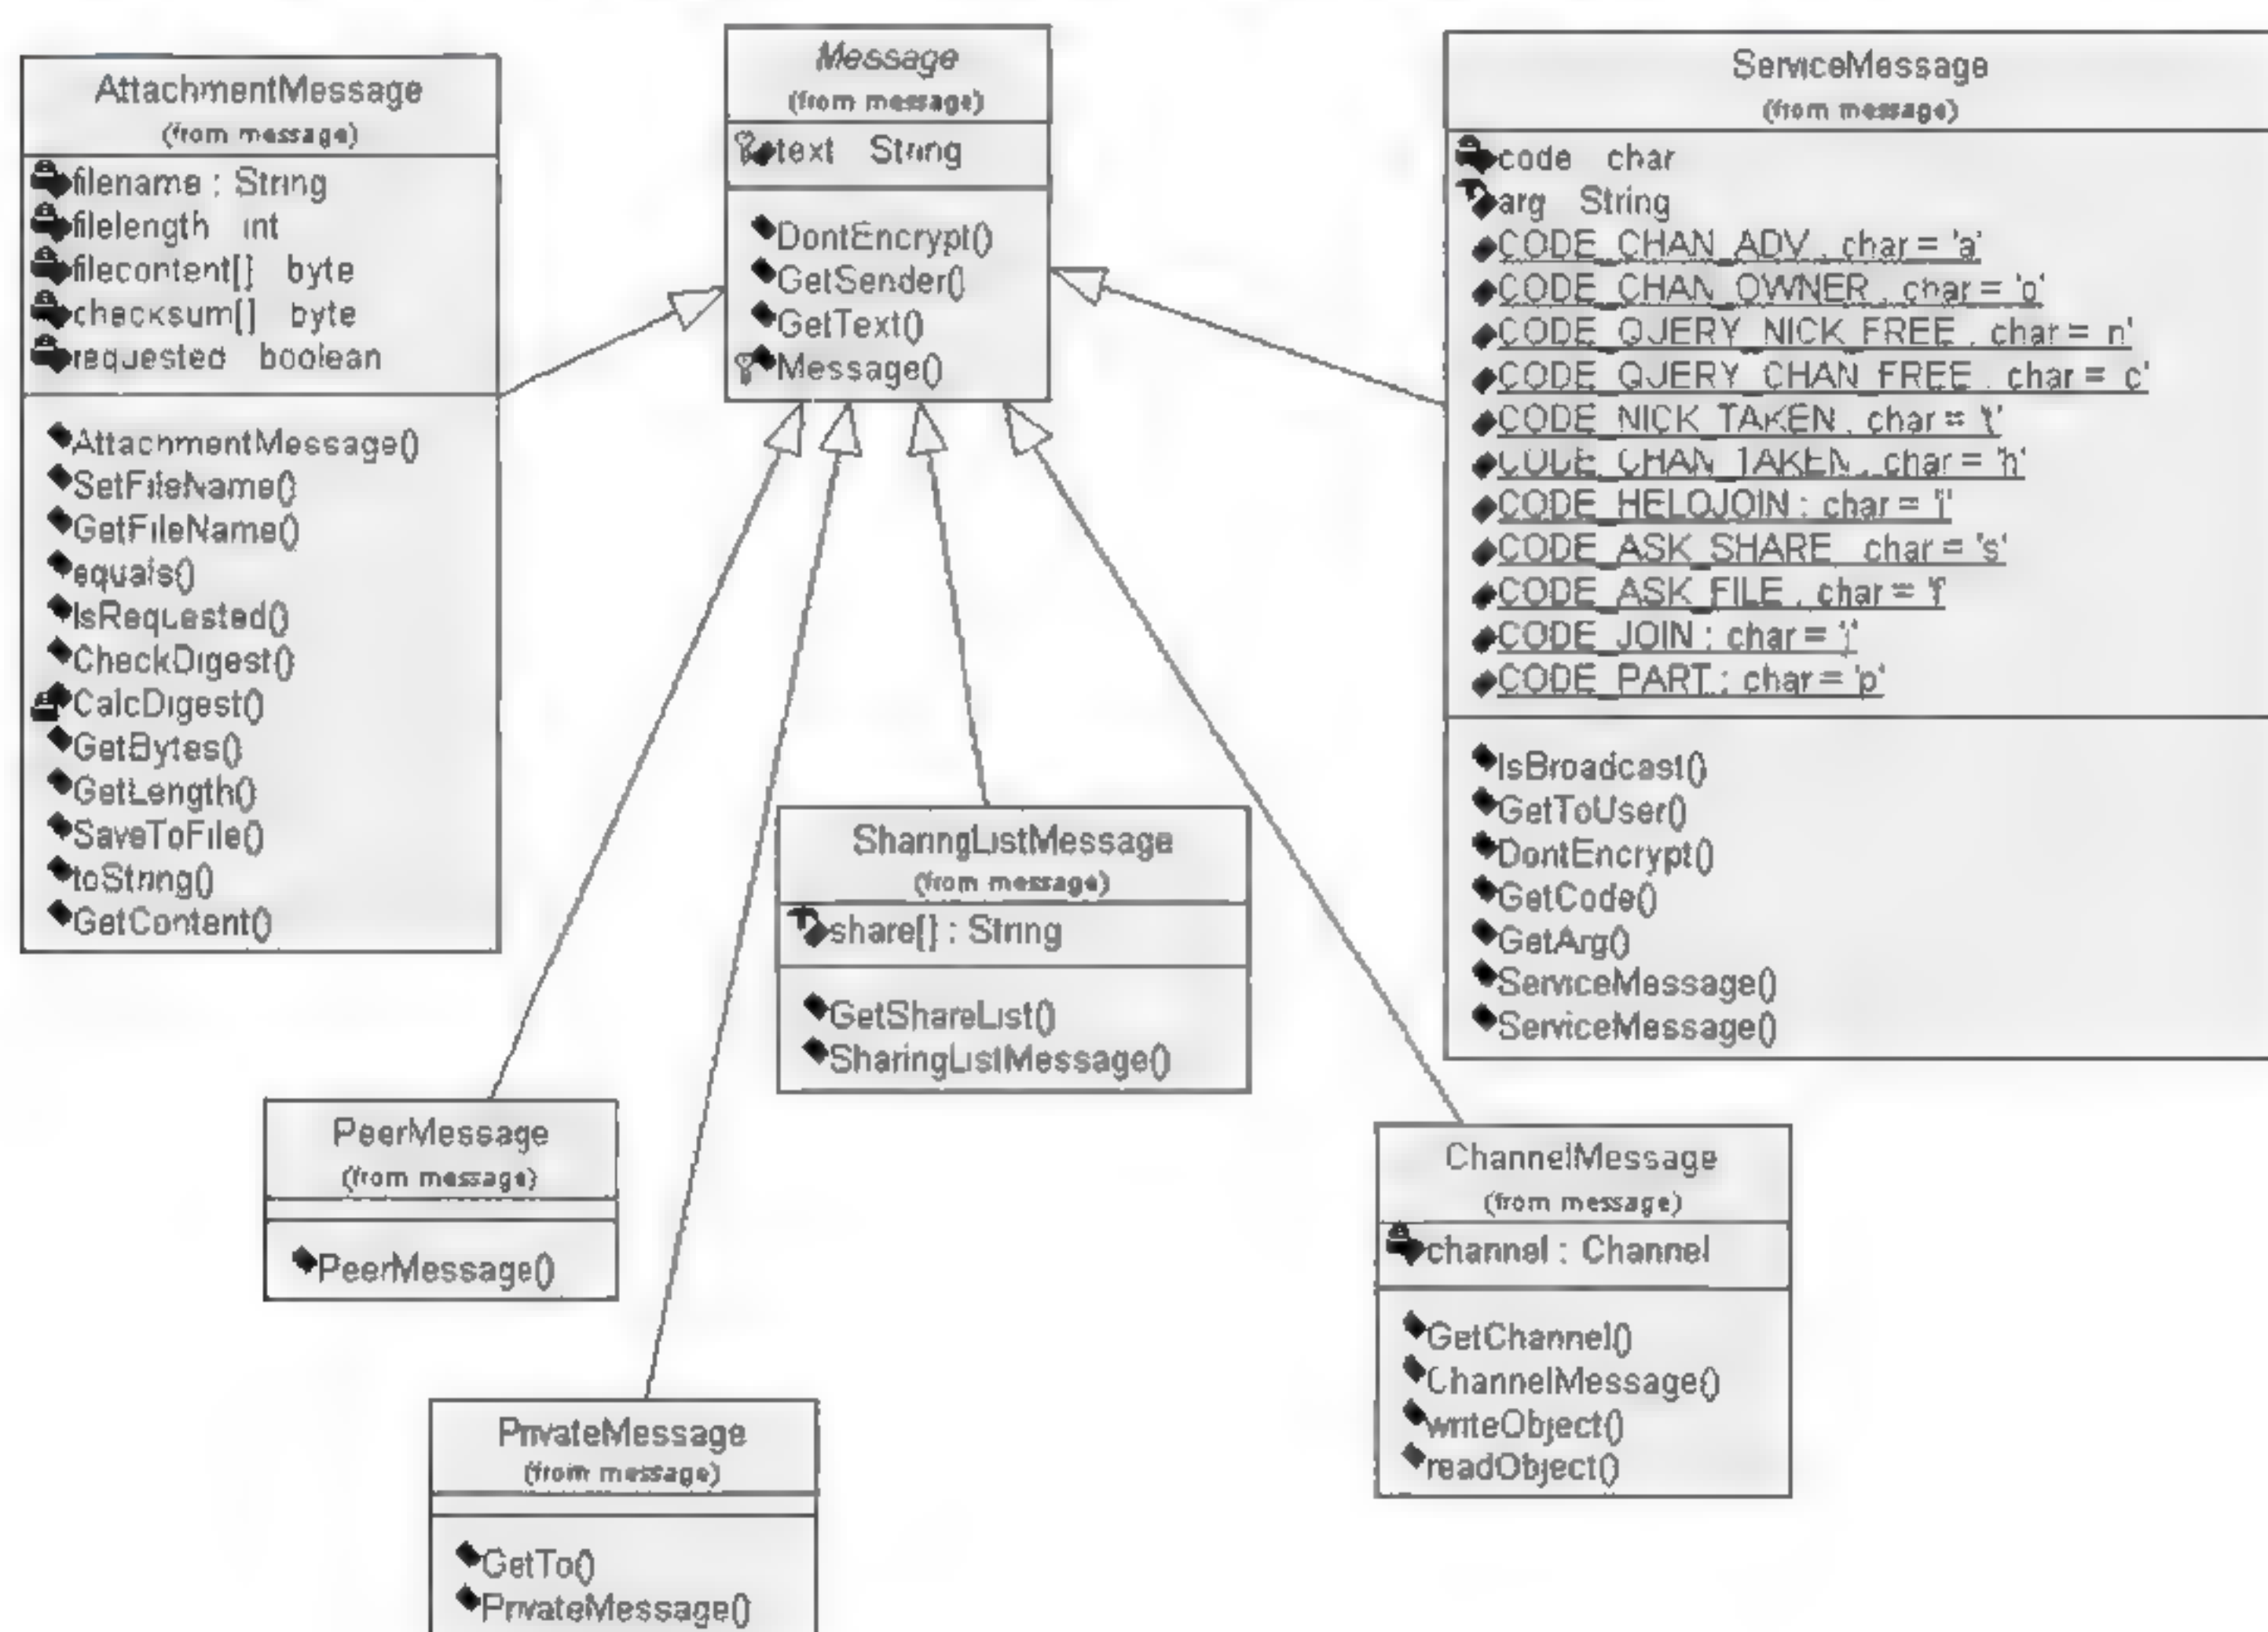 AttachmentMessage
(from message)
filename : String
filelength int
filecontent[] byte
checksum[] byte
requested boolean
AttachmentMessage()
SetFileName()
GetFileName()
equals()
IsRequested()
CheckDigest()
CalcDigest()
GetBytes()
GetLength()
SaveToFile()
toString()
GetContent()
Message
(from message)
text String
DontEncrypt()
GetSender()
GetText()
Message()
ServiceMessage
(from message)
code char
arg String
CODE_CHAN_ADV : char = 'a'
CODE_CHAN_OWNER : char = 'o'
CODE_QUERY_NICK_FREE : char = n'
CODE_QUERY_CHAN_FREE : char = c'
CODE_NICK_TAKEN : char = 't'
CODE_CHAN_TAKEN : char = 'h'
CODE_HELOJOIN : char =
CODE_ASK_SHARE char = 's'
CODE_ASK_FILE : char = 'f'
CODE_JOIN : char = 'j'
CODE_PART : char = 'p'
IsBroadcast()
GetToUser()
DontEncrypt()
GetCode()
GetArg()
ServiceMessage()
ServiceMessage()
SharingListMessage
(from message)
share[] : String
GetShareList()
SharingListMessage()
PeerMessage
(from message)
PeerMessage()
ChannelMessage
(from message)
channel : Channel
GetChannel()
ChannelMessage()
writeObject()
readObject()
PrivateMessage
(from message)
GetTo()
PrivateMessage()